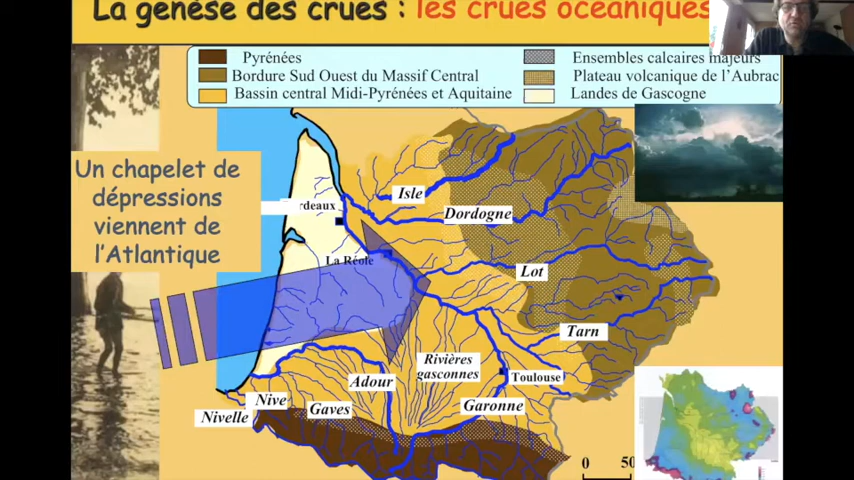 La genèse des crues : les crues océaniques
Pyrénées
Bordure Sud Ouest du Massif Central
Bassin central Midi-Pyrénées et Aquitaine
Ensembles calcaires majeurs
Plateau volcanique de l'Aubrac
Landes de Gascogne
Un chapelet de
dépressions
viennent de
l'Atlantique
rdeaux
La Réole
Isle
Dordogne
Lot
Tarn
Rivières
gasconnes
Toulouse
Adour
Garonne
Gaves
Nive
Nivelle
0 50